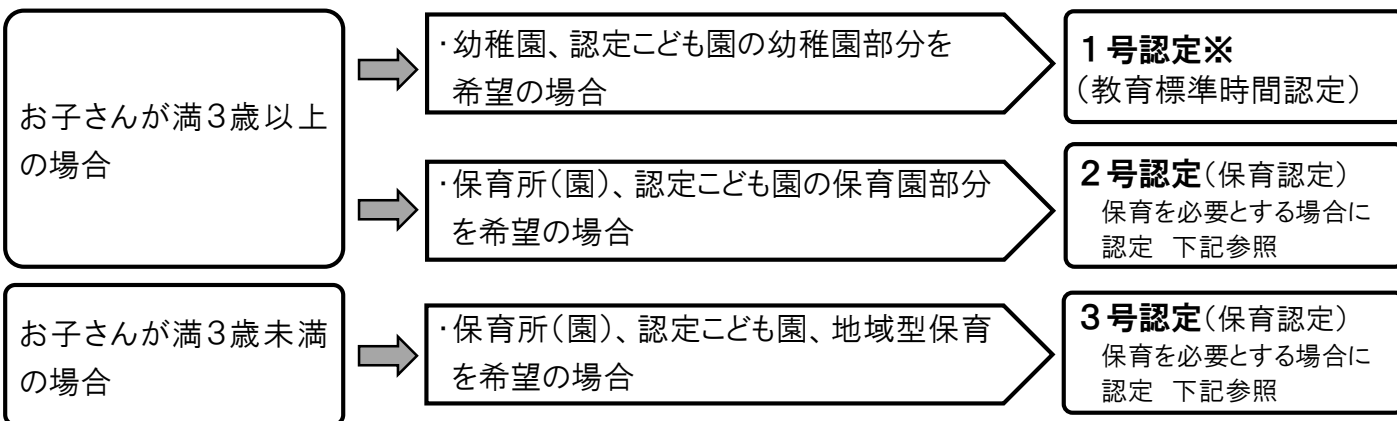 お子さんが満3歳以上
の場合
・幼稚園、認定こども園の幼稚園部分を
希望の場合
1号認定※
(教育標準時間認定)
・保育所(園)、認定こども園の保育園部分
を希望の場合
2号認定(保育認定)
保育を必要とする場合に
認定 下記参照
お子さんが満3歳未満
の場合
・保育所(園)、認定こども園、地域型保育
を希望の場合
3号認定(保育認定)
保育を必要とする場合に
認定 下記参照